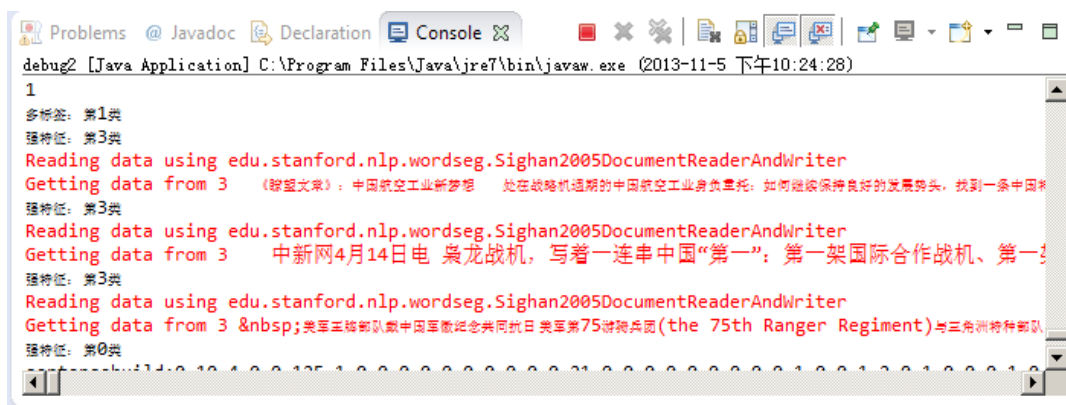 Problems @ Javadoc Declaration Console
debug2 [Java Application] C:\Program Files\Java\jre7\bin\javaw.exe (2013-11-5 下午10:24:28)
1
多标签: 第1类
强特征: 第3类
Reading data using edu.stanford.nlp.wordseg.Sighan2005DocumentReaderAndWriter
Getting data from 3 《瞭望文章》: 中国航空工业新梦想 处在战略机遇期的中国航空工业身负重托: 如何继续保持良好的发展势头, 找到一条中国
强特征: 第3类
Reading data using edu.stanford.nlp.wordseg.Sighan2005DocumentReaderAndWriter
Getting data from 3 中新网4月14日电 枭龙战机, 写着一连串中国“第一”: 第一架国际合作战机、第一
强特征: 第3类
Reading data using edu.stanford.nlp.wordseg.Sighan2005DocumentReaderAndWriter
Getting data from 3 &nbsp;美军王牌部队戴中国军徽纪念共同抗日 美军第75游骑兵团(the 75th Ranger Regiment)与三角洲特种部队
强特征: 第0类